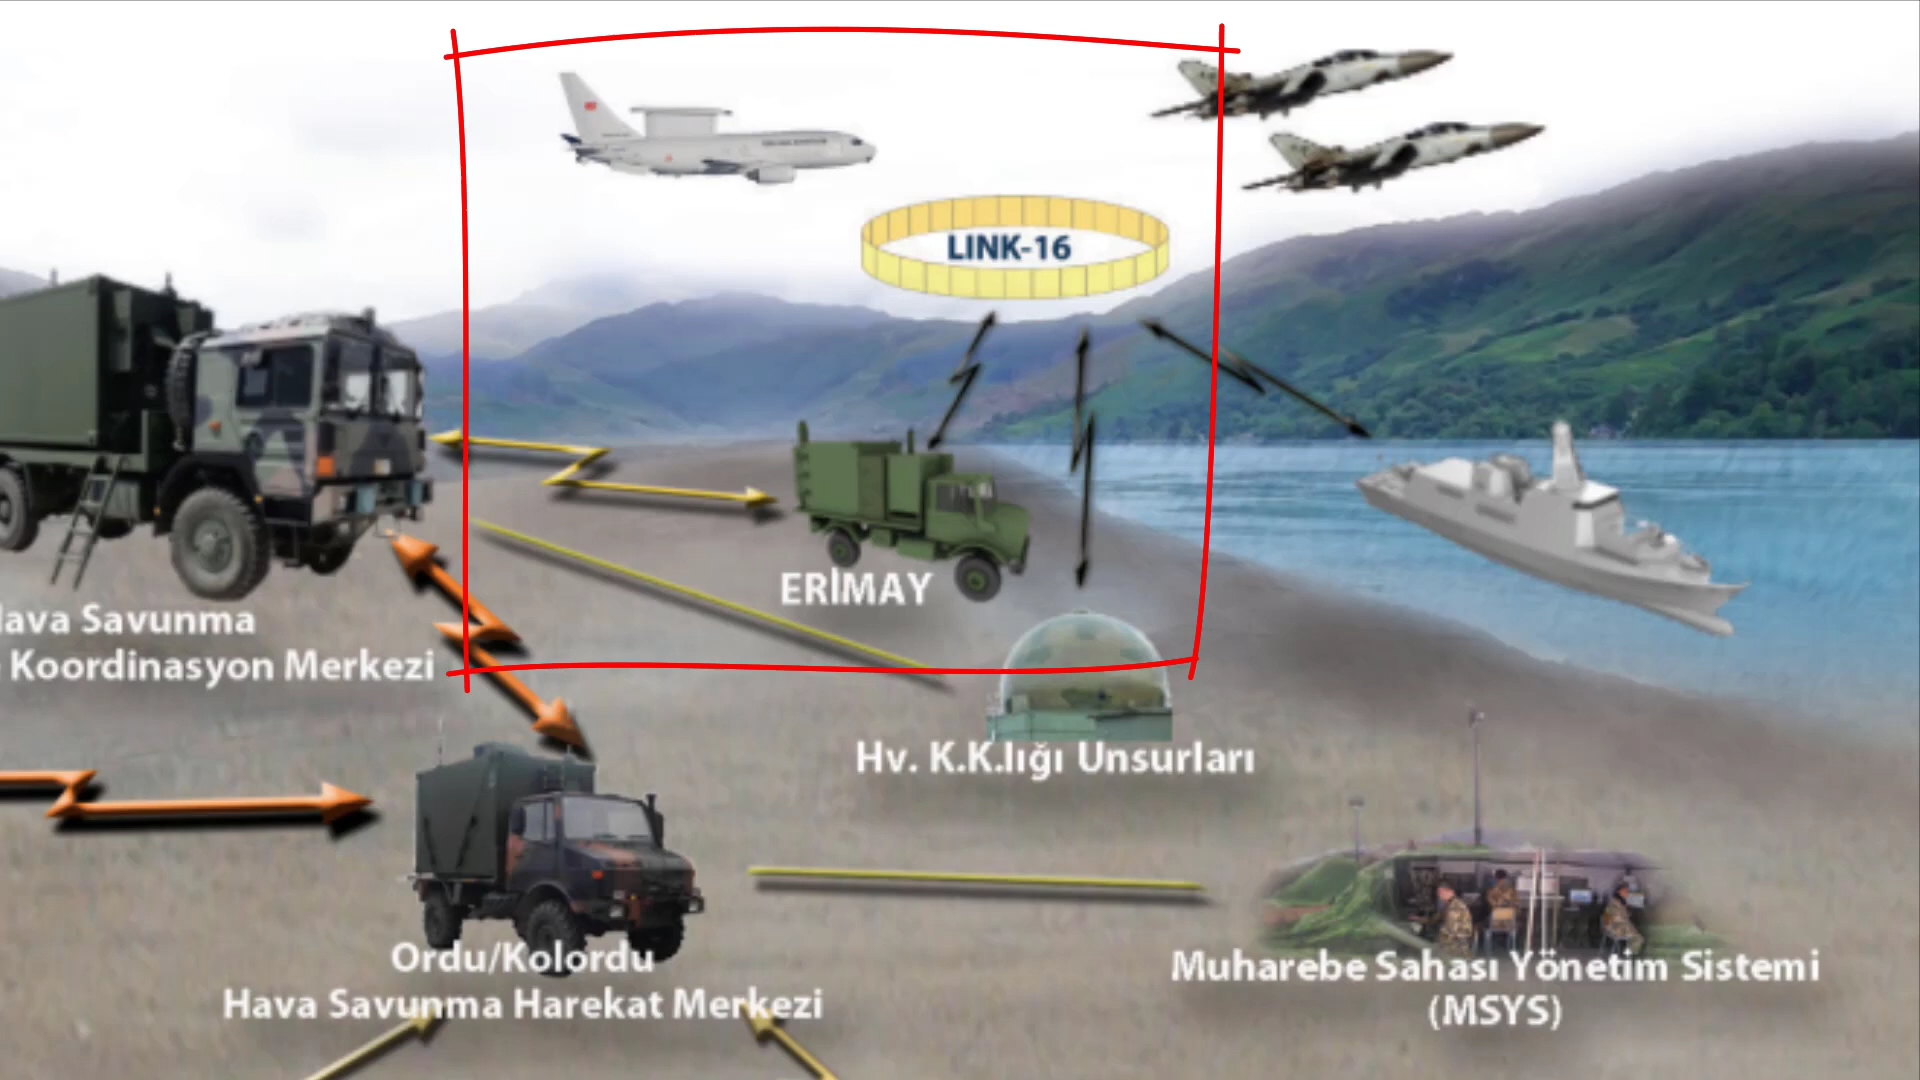 LINK-16
ERİMAY
Hava Savunma
Koordinasyon Merkezi
Hv. K.K.lığı Unsurları
Ordu/Kolordu
Hava Savunma Harekat Merkezi
Muharebe Sahası Yönetim Sistemi
(MSYS)